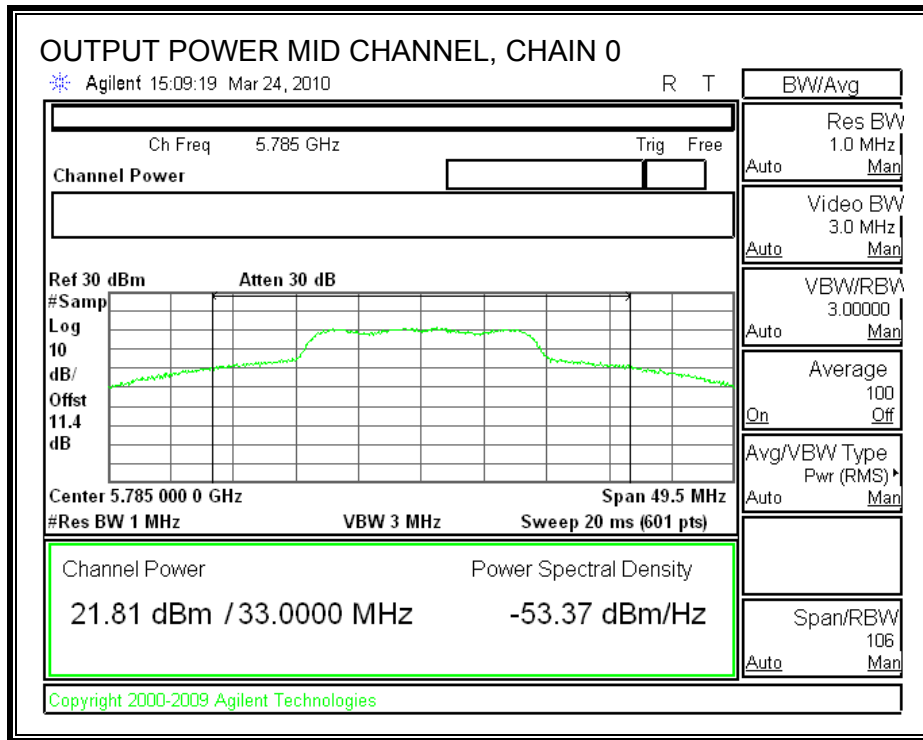 OUTPUT POWER MID CHANNEL, CHAIN 0
Agilent 15:09:19 Mar 24, 2010 R T
Ch Freq 5.785 GHz Trig Free
Channel Power
Ref 30 dBm Atten 30 dB
#Samp
Log
10
dB/
Offst
11.4
dB
Center 5.785 000 0 GHz Span 49.5 MHz
#Res BW 1 MHz VBW 3 MHz Sweep 20 ms (601 pts)
Channel Power Power Spectral Density
21.81 dBm / 33.0000 MHz -53.37 dBm/Hz
Copyright 2000-2009 Agilent Technologies
BW/Avg
Res BW
1.0 MHz
Auto Man
Video BW
3.0 MHz
Auto Man
VBW/RBW
3.00000
Auto Man
Average
100
On Off
Avg/VBW Type
Pwr (RMS)
Auto Man
Span/RBW
106
Auto Man